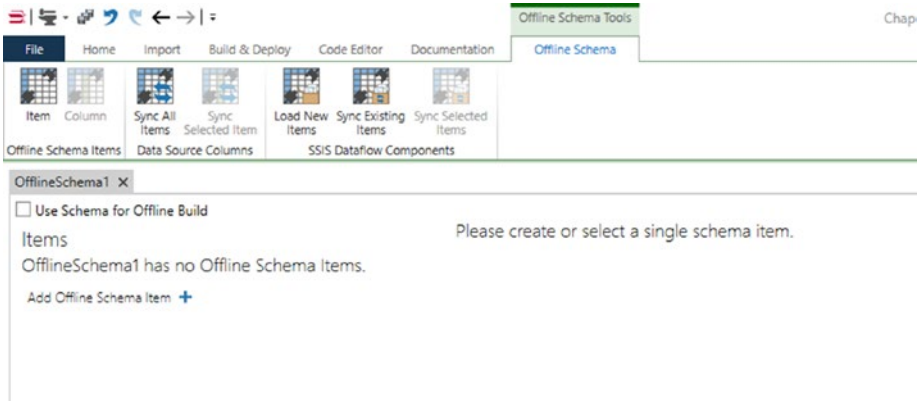 Offline Schema Tools
Chap
File Home Import Build & Deploy Code Editor Documentation Offline Schema
Item Column Sync All Items Sync Selected Item Load New Items Sync Existing Items Sync Selected Items
Offline Schema Items Data Source Columns SSIS Dataflow Components
OfflineSchema1
Use Schema for Offline Build
Please create or select a single schema item.
Items
OfflineSchema1 has no Offline Schema Items.
Add Offline Schema Item